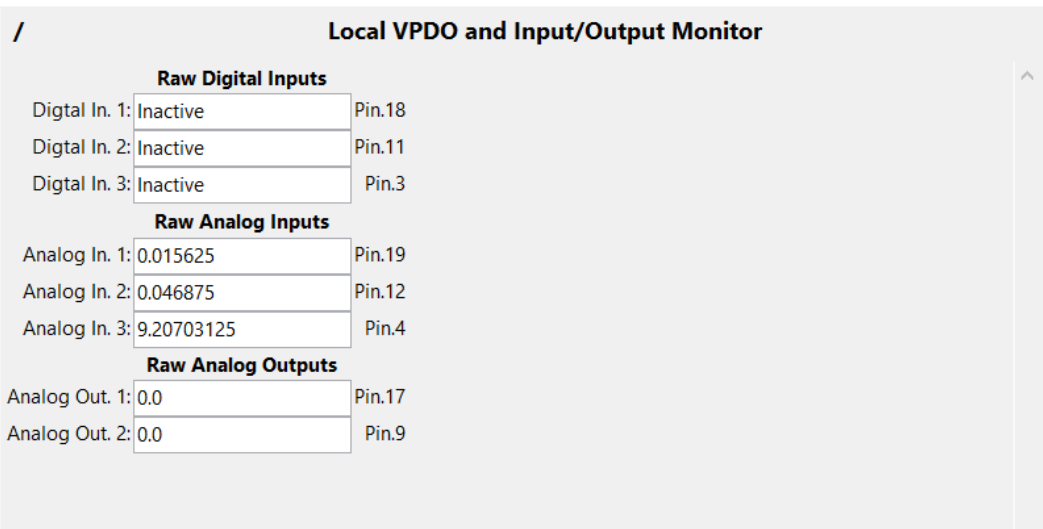 / Local VPDO and Input/Output Monitor
Raw Digital Inputs
Digtal In. 1: Inactive Pin.18
Digtal In. 2: Inactive Pin.11
Digtal In. 3: Inactive Pin.3
Raw Analog Inputs
Analog In. 1: 0.015625 Pin.19
Analog In. 2: 0.046875 Pin.12
Analog In. 3: 9.20703125 Pin.4
Raw Analog Outputs
Analog Out. 1: 0.0 Pin.17
Analog Out. 2: 0.0 Pin.9